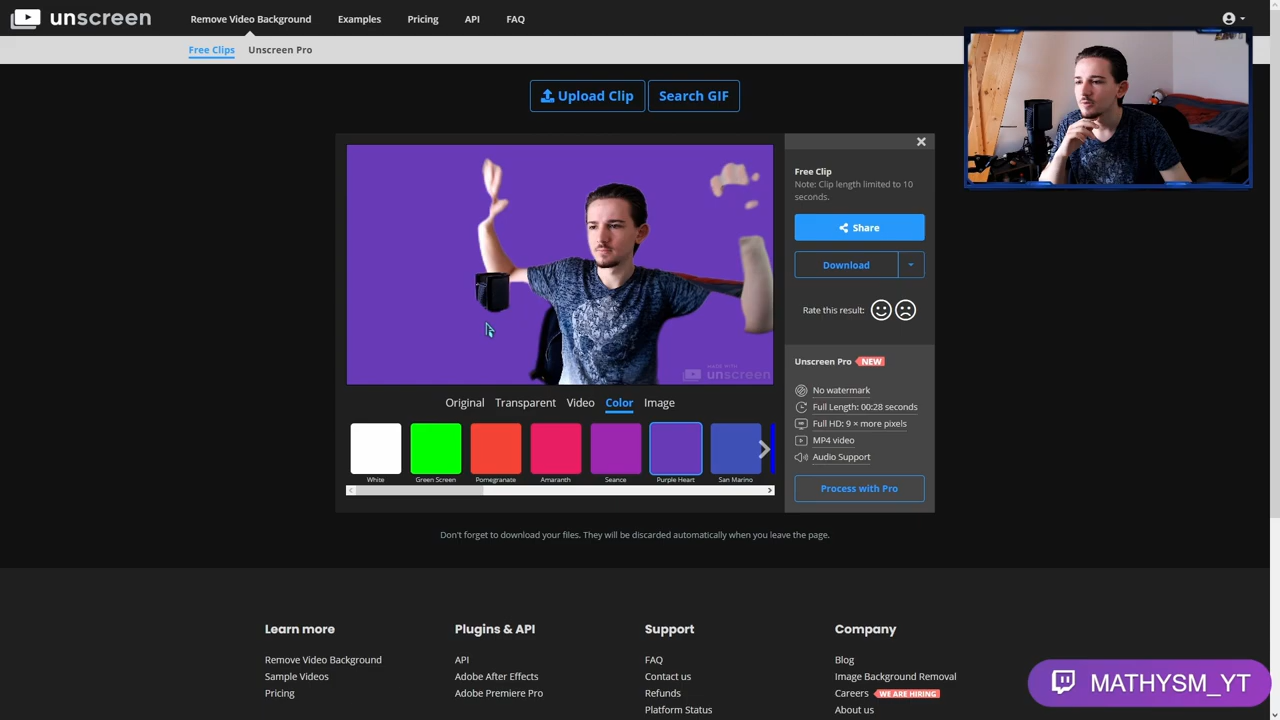 unscreen
Remove Video Background
Examples
Pricing
API
FAQ
Free Clips
Unscreen Pro
Upload Clip
Search GIF
Free Clip
Note: Clip length limited to 10
seconds.
Share
Download
Rate this result:
MADE WITH
unscreen
Unscreen Pro NEW
No watermark
Full Length: 00:28 seconds
Full HD: 9 × more pixels
MP4 video
Audio Support
Process with Pro
Original
Transparent
Video
Color
Image
White
Green Screen
Pomegranate
Amaranth
Seance
Purple Heart
San Marino
Don't forget to download your files. They will be discarded automatically when you leave the page.
Learn more
Remove Video Background
Sample Videos
Pricing
Plugins & API
API
Adobe After Effects
Adobe Premiere Pro
Support
FAQ
Contact us
Refunds
Platform Status
Company
Blog
Image Background Removal
Careers WE ARE HIRING
About us
MATHYSM_YT